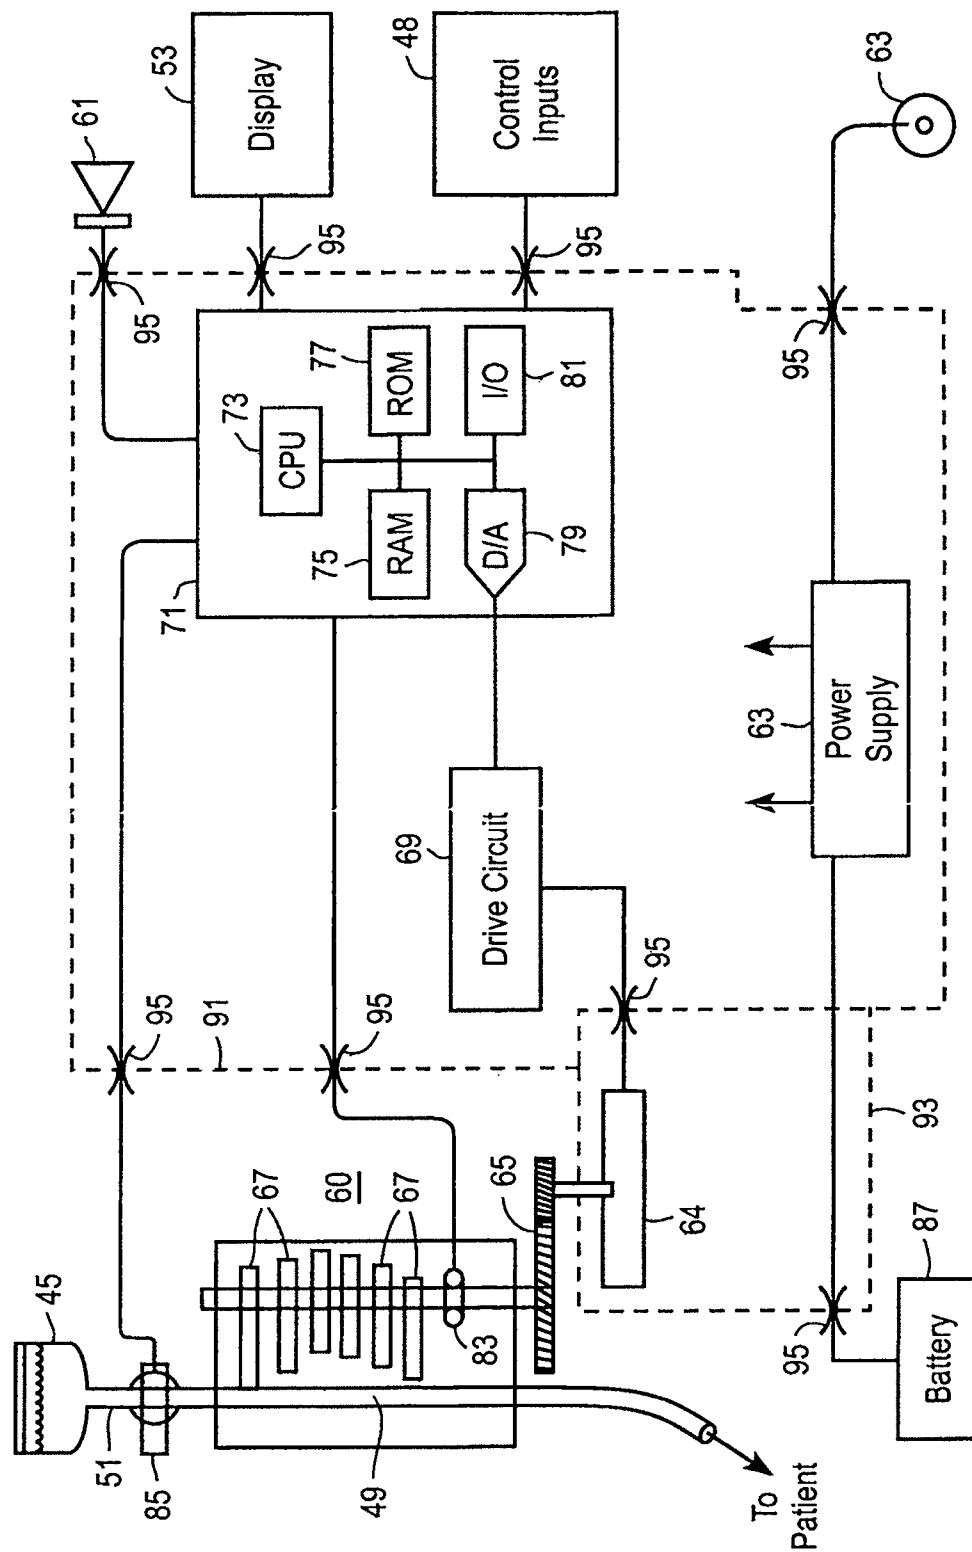 45
61
51
85
95
95
53
71
91
Display
73
67
95
CPU
77
75
60
95
49
67
RAM
ROM
48
69
83
D/A
I/O
Drive Circuit
Control
Inputs
65
79
81
95
95
64
To
Patient
95
95
63
Power
Supply
63
93
87
Battery